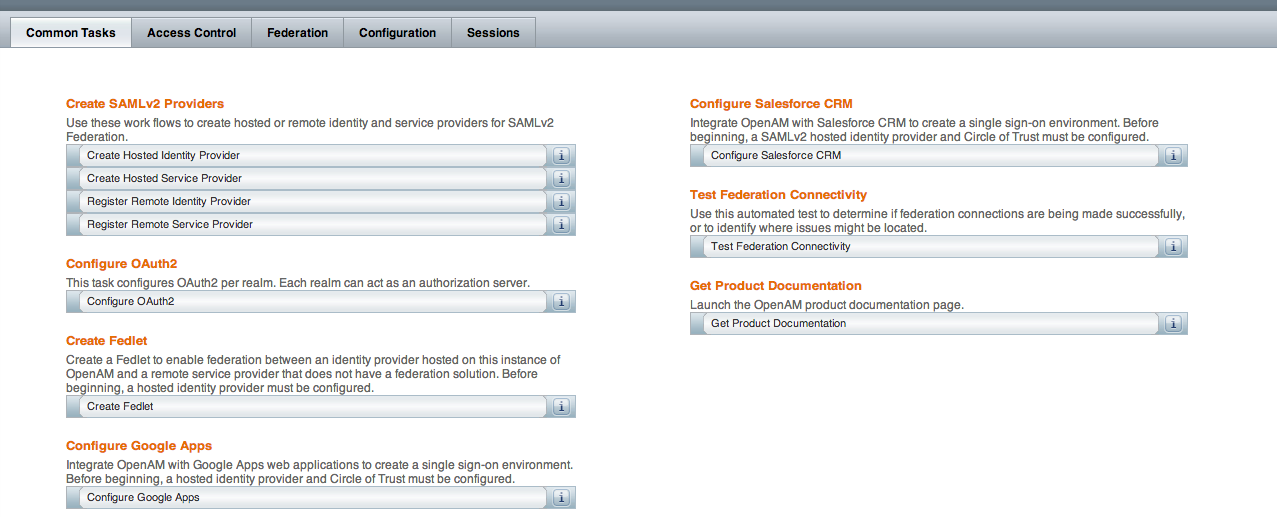 Common Tasks
Access Control
Federation
Configuration
Sessions
Create SAMLv2 Providers
Use these work flows to create hosted or remote identity and service providers for SAMLv2
Federation.
Create Hosted Identity Provider
Create Hosted Service Provider
Register Remote Identity Provider
Register Remote Service Provider
Configure OAuth2
This task configures OAuth2 per realm. Each realm can act as an authorization server.
Configure OAuth2
Create Fedlet
Create a Fedlet to enable federation between an identity provider hosted on this instance of
OpenAM and a remote service provider that does not have a federation solution. Before
beginning, a hosted identity provider must be configured.
Create Fedlet
Configure Google Apps
Integrate OpenAM with Google Apps web applications to create a single sign-on environment.
Before beginning, a hosted identity provider and Circle of Trust must be configured.
Configure Google Apps
Configure Salesforce CRM
Integrate OpenAM with Salesforce CRM to create a single sign-on environment. Before
beginning, a SAMLv2 hosted identity provider and Circle of Trust must be configured.
Configure Salesforce CRM
Test Federation Connectivity
Use this automated test to determine if federation connections are being made successfully,
or to identify where issues might be located.
Test Federation Connectivity
Get Product Documentation
Launch the OpenAM product documentation page.
Get Product Documentation